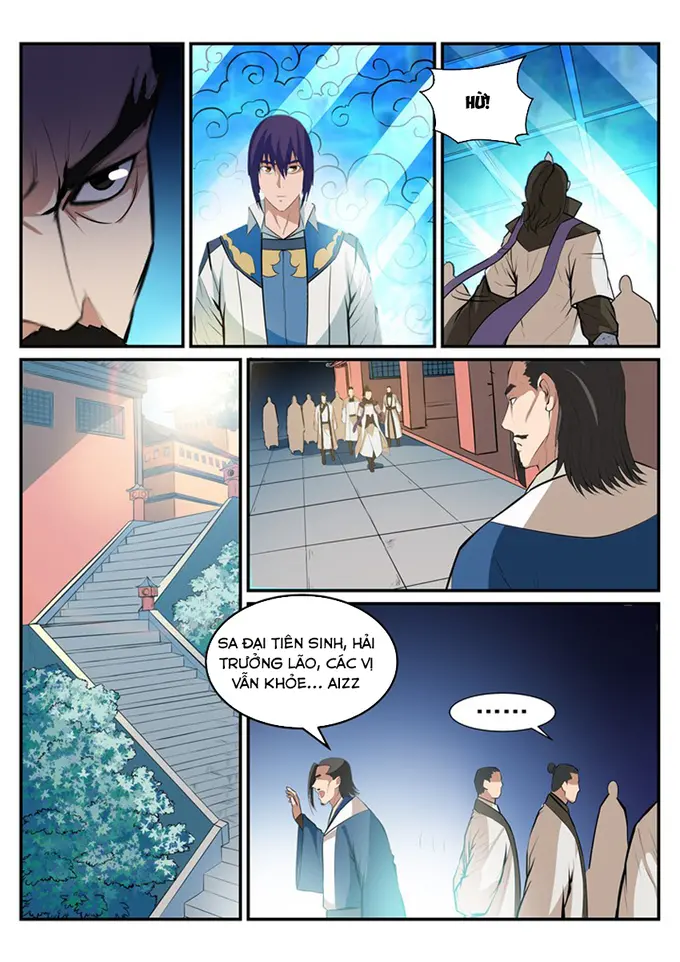 HỪ!
SA ĐẠI TIÊN SINH, HẢI
TRƯỞNG LÃO, CÁC VỊ
VẪN KHỎE... AIZZ
......